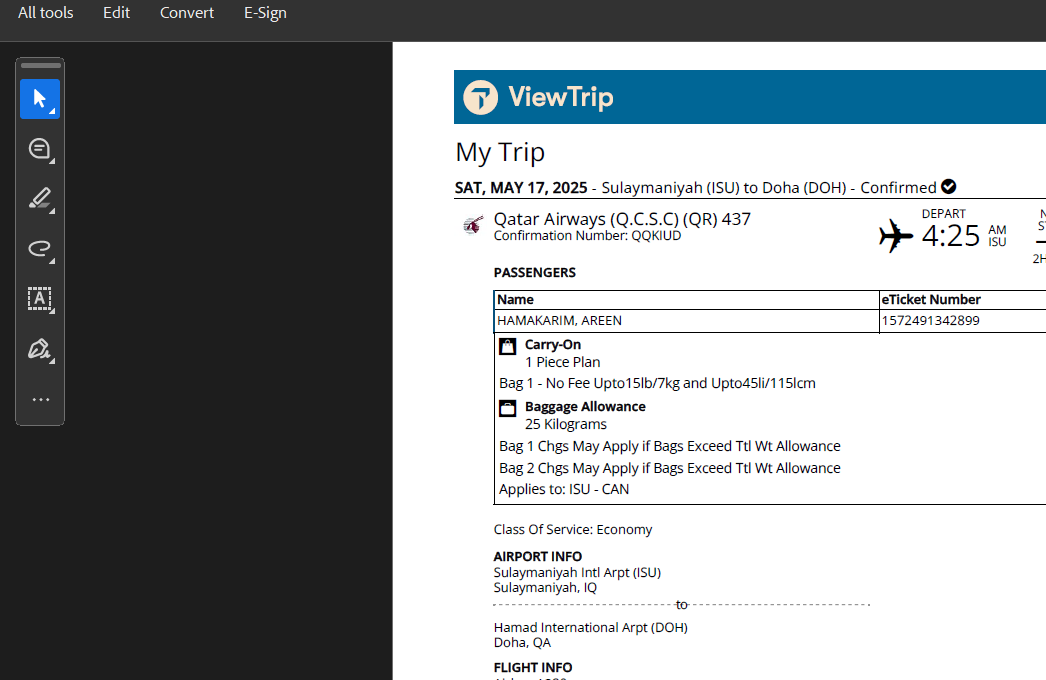 All tools Edit Convert E-Sign
ViewTrip
My Trip
SAT, MAY 17, 2025 - Sulaymaniyah (ISU) to Doha (DOH) - Confirmed
Qatar Airways (Q.C.S.C) (QR) 437
Confirmation Number: QQKIUD
DEPART
4:25 AM
ISU
2H
PASSENGERS
Name eTicket Number
HAMAKARIM, AREEN 1572491342899
Carry-On
1 Piece Plan
Bag 1 - No Fee Upto15lb/7kg and Upto45li/115lcm
Baggage Allowance
25 Kilograms
Bag 1 Chgs May Apply if Bags Exceed Ttl Wt Allowance
Bag 2 Chgs May Apply if Bags Exceed Ttl Wt Allowance
Applies to: ISU - CAN
Class Of Service: Economy
AIRPORT INFO
Sulaymaniyah Intl Arpt (ISU)
Sulaymaniyah, IQ
to
Hamad International Arpt (DOH)
Doha, QA
FLIGHT INFO